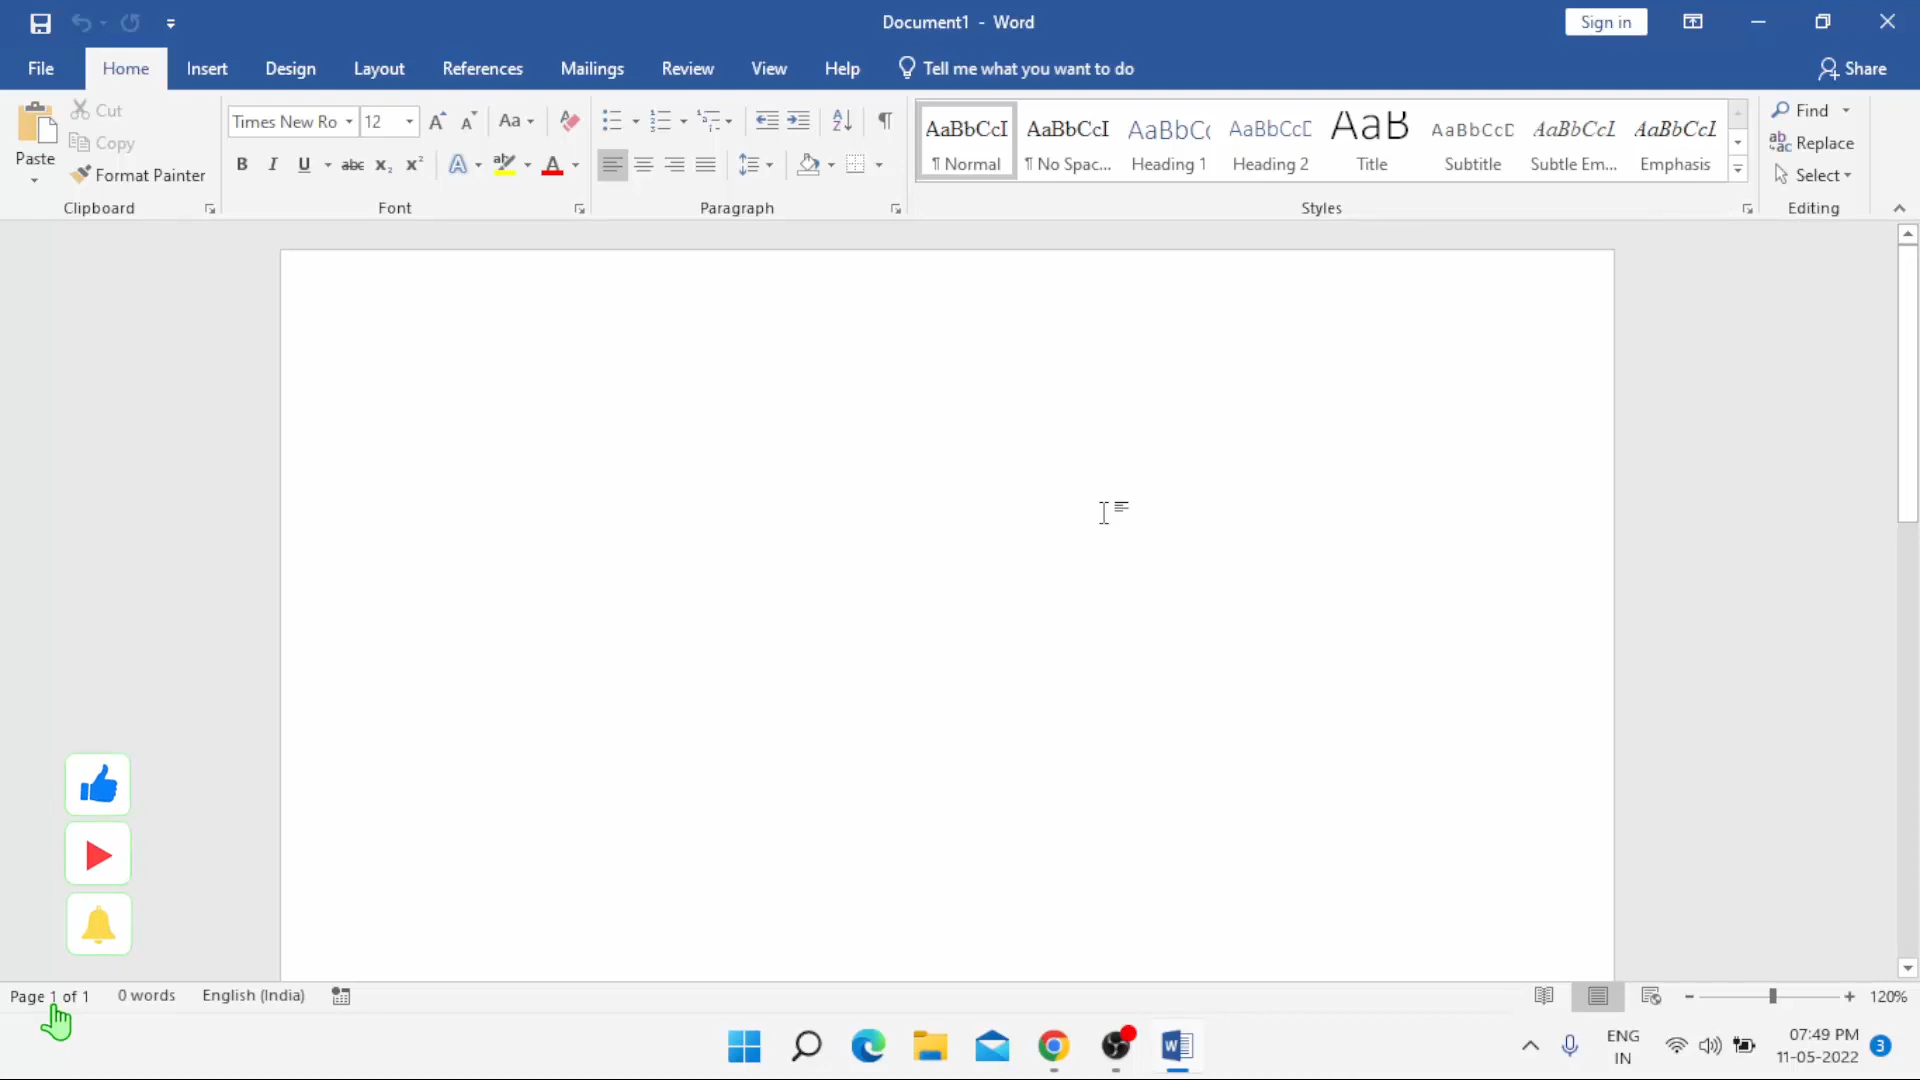 Document1 - Word
Sign in
File Home Insert Design Layout References Mailings Review View Help Tell me what you want to do Share
Paste
Cut
Copy
Format Painter
Clipboard
Times New Ro 12
Aa
B I U abc x₂ x² A A
Font
Paragraph
AaBbCcI AaBbCcI AaBbC AaBbCcD AaB AaBbCcD AaBbCcI AaBbCcI
¶ Normal ¶ No Spac... Heading 1 Heading 2 Title Subtitle Subtle Em... Emphasis
Styles
Find
Replace
Select
Editing
Page 1 of 1 0 words English (India) 120%
ENG
IN
07:49 PM
11-05-2022
3